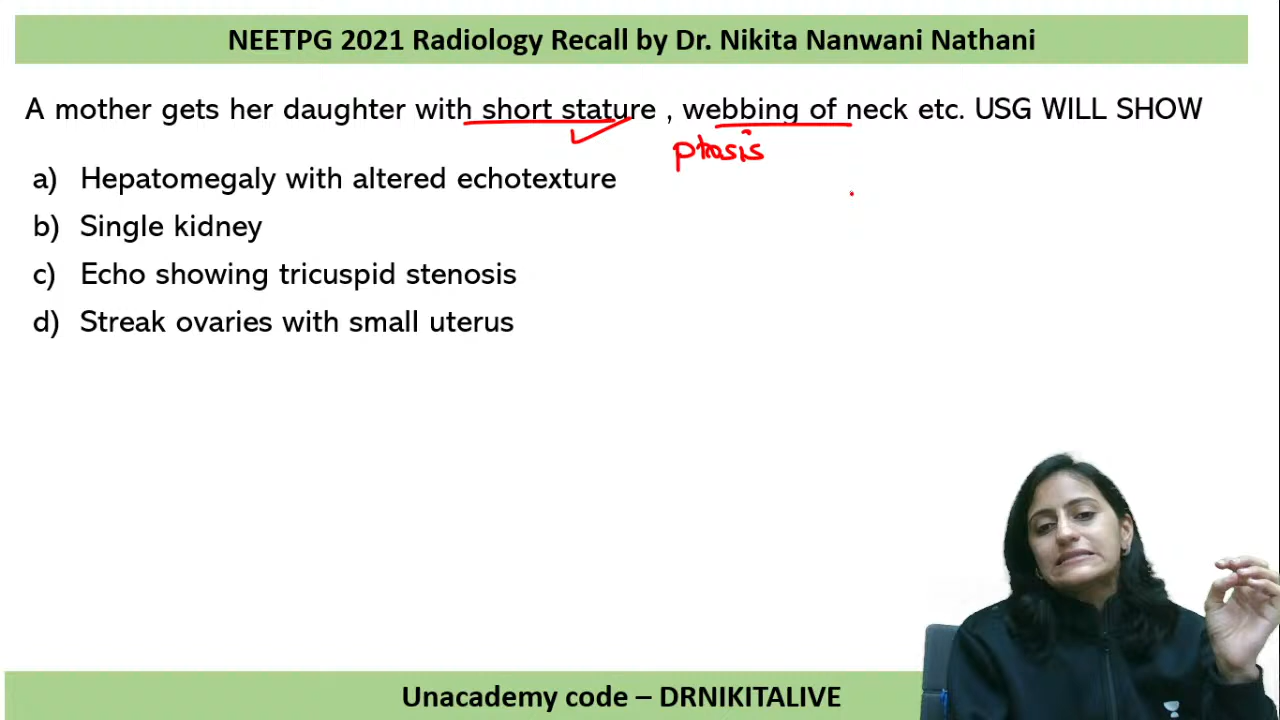 NEETPG 2021 Radiology Recall by Dr. Nikita Nanwani Nathani
A mother gets her daughter with short stature , webbing of neck etc. USG WILL SHOW
ptosis
a) Hepatomegaly with altered echotexture
b) Single kidney
c) Echo showing tricuspid stenosis
d) Streak ovaries with small uterus
Unacademy code – DRNIKITALIVE